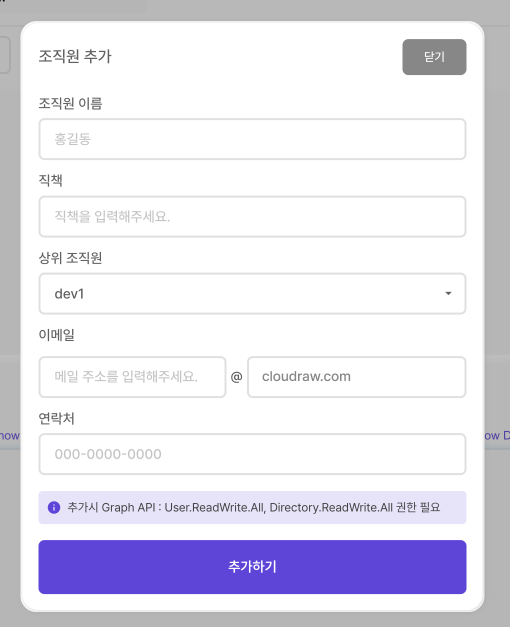 조직원 추가
닫기
조직원 이름
홍길동
직책
직책을 입력해주세요.
상위 조직원
dev1
이메일
메일 주소를 입력해주세요. @ cloudraw.com
연락처
000-0000-0000
추가시 Graph API : User.ReadWrite.All, Directory.ReadWrite.All 권한 필요
추가하기